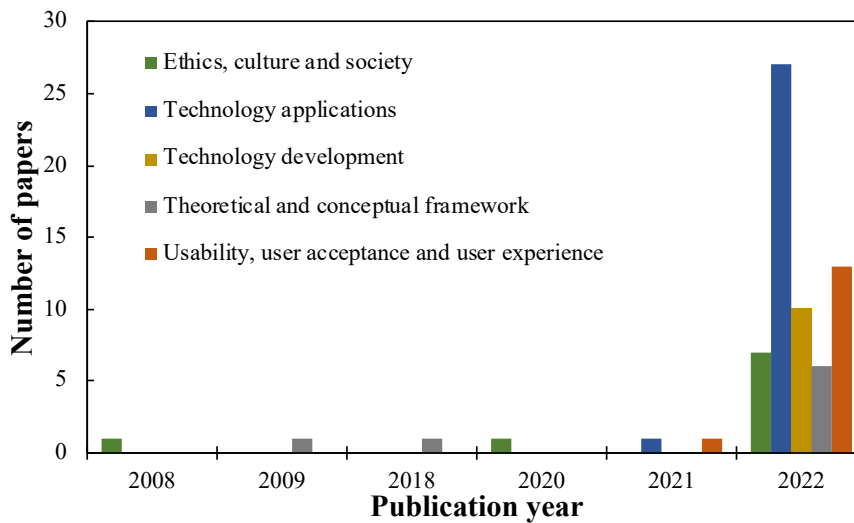 30
25
20
15
10
5
0
Number of papers
Ethics, culture and society
Technology applications
Technology development
Theoretical and conceptual framework
Usability, user acceptance and user experience
2008 2009 2018 2020 2021 2022
Publication year